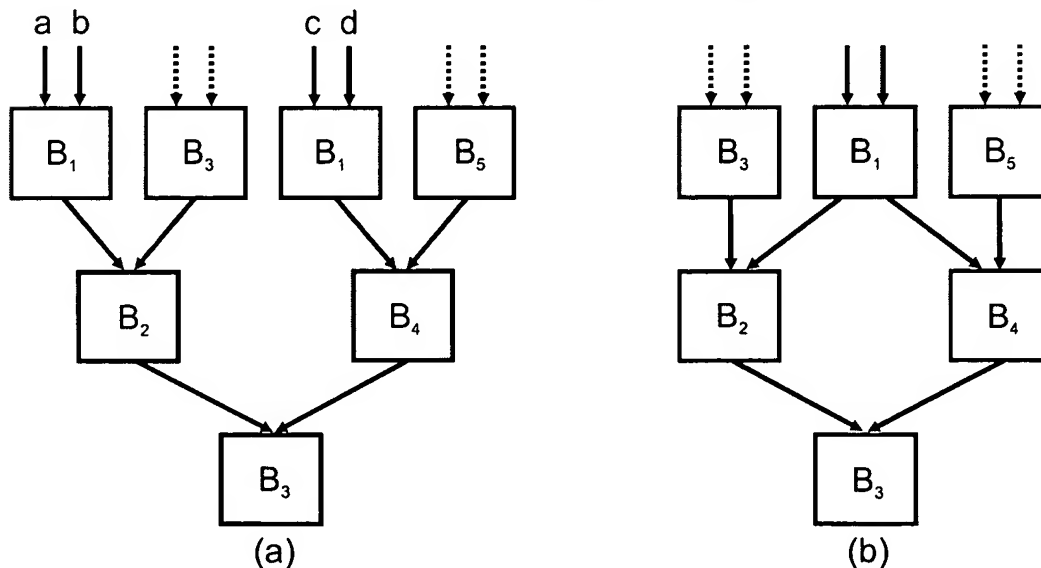 a b c d
B₁ B₃ B₁ B₅ B₃ B₁ B₅
B₂ B₄ B₂ B₄
B₃ B₃
(a) (b)